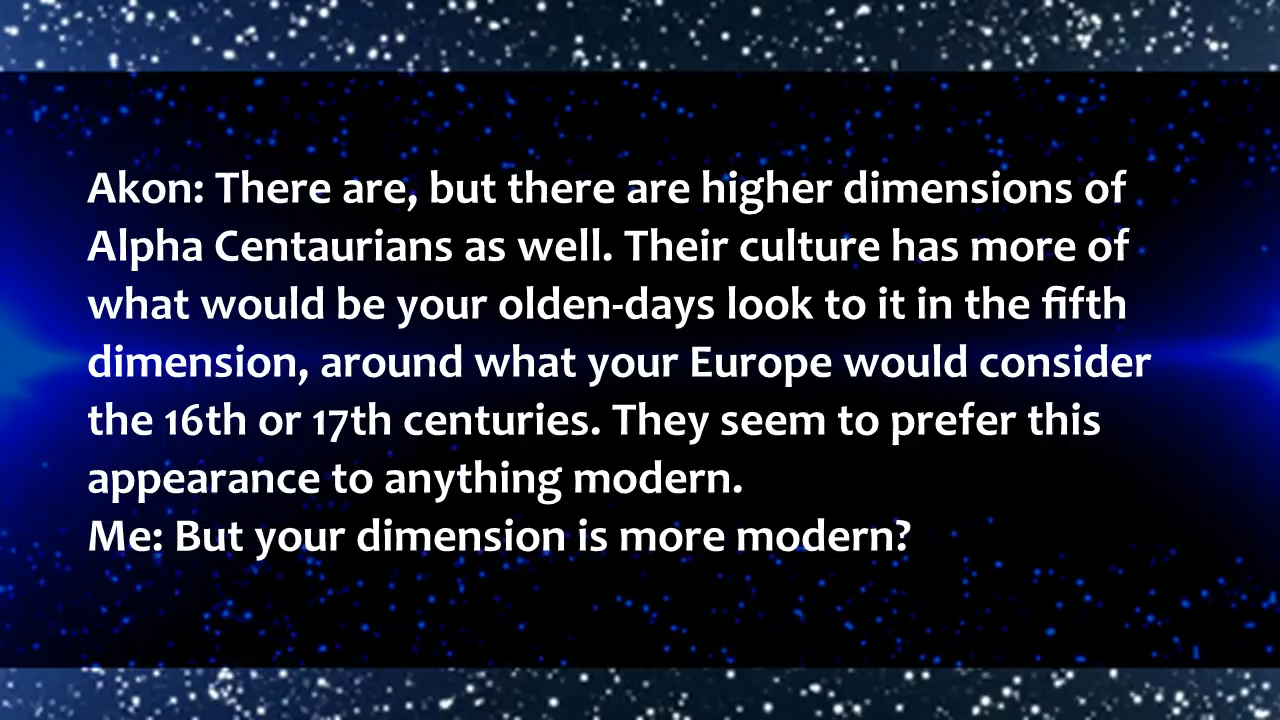 Akon: There are, but there are higher dimensions of
Alpha Centaurians as well. Their culture has more of
what would be your olden-days look to it in the fifth
dimension, around what your Europe would consider
the 16th or 17th centuries. They seem to prefer this
appearance to anything modern.
Me: But your dimension is more modern?